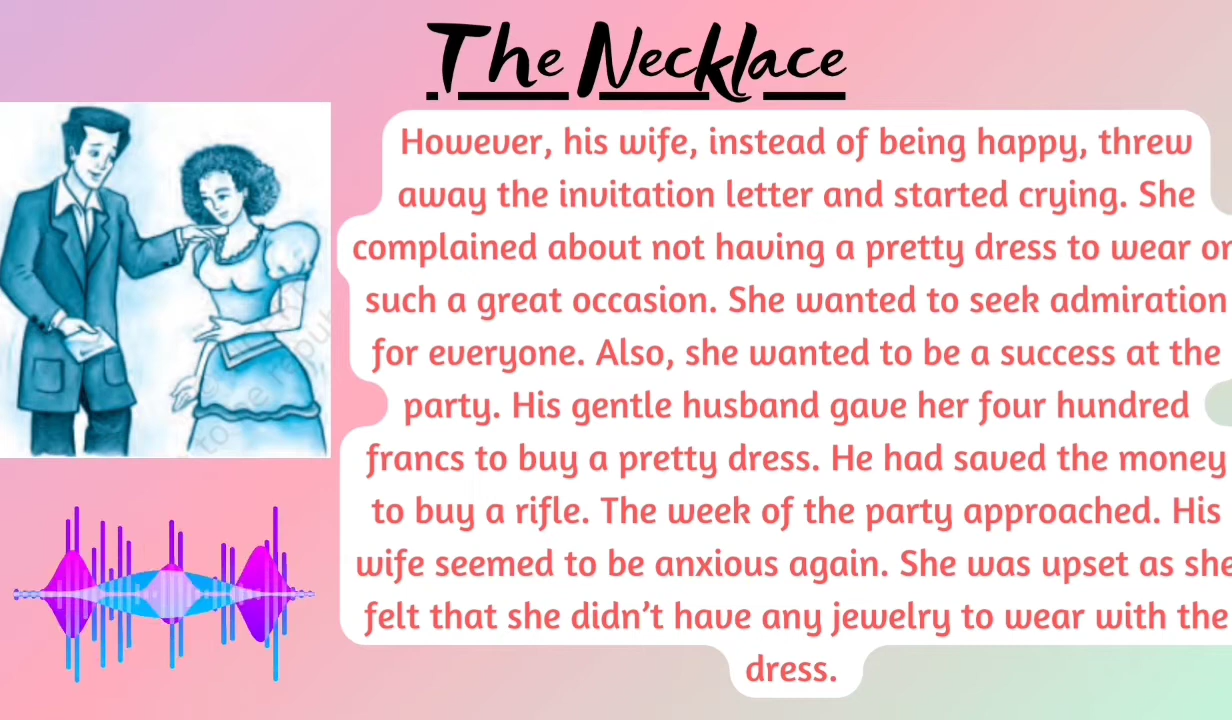 The Necklace
However, his wife, instead of being happy, threw
away the invitation letter and started crying. She
complained about not having a pretty dress to wear on
such a great occasion. She wanted to seek admiration
for everyone. Also, she wanted to be a success at the
party. His gentle husband gave her four hundred
francs to buy a pretty dress. He had saved the money
to buy a rifle. The week of the party approached. His
wife seemed to be anxious again. She was upset as she
felt that she didn’t have any jewelry to wear with the
dress.